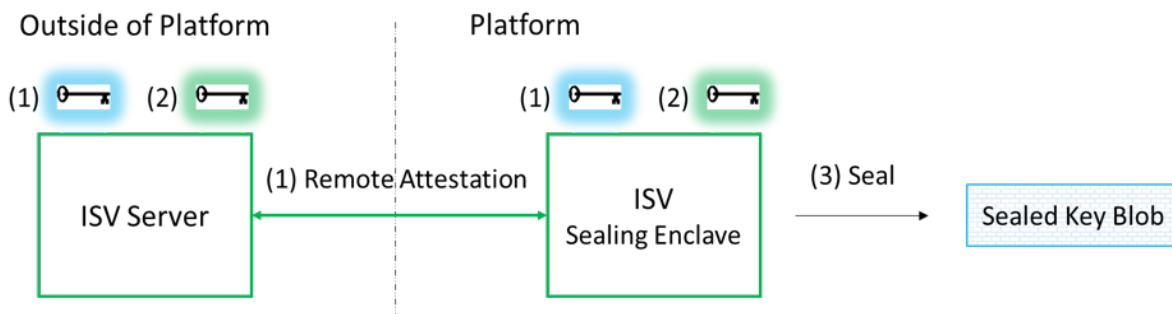 Outside of Platform
Platform
(1)
(2)
(1)
(2)
(1) Remote Attestation
(3) Seal
ISV Server
ISV
Sealing Enclave
Sealed Key Blob